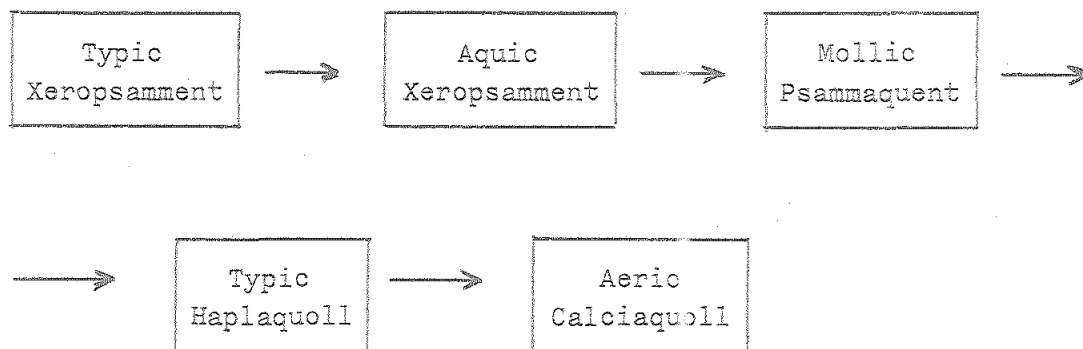 Typic
Xeropsamment
Aquic
Xeropsamment
Mollic
Psammaquent
Typic
Haplaquoll
Aeric
Calciaquoll